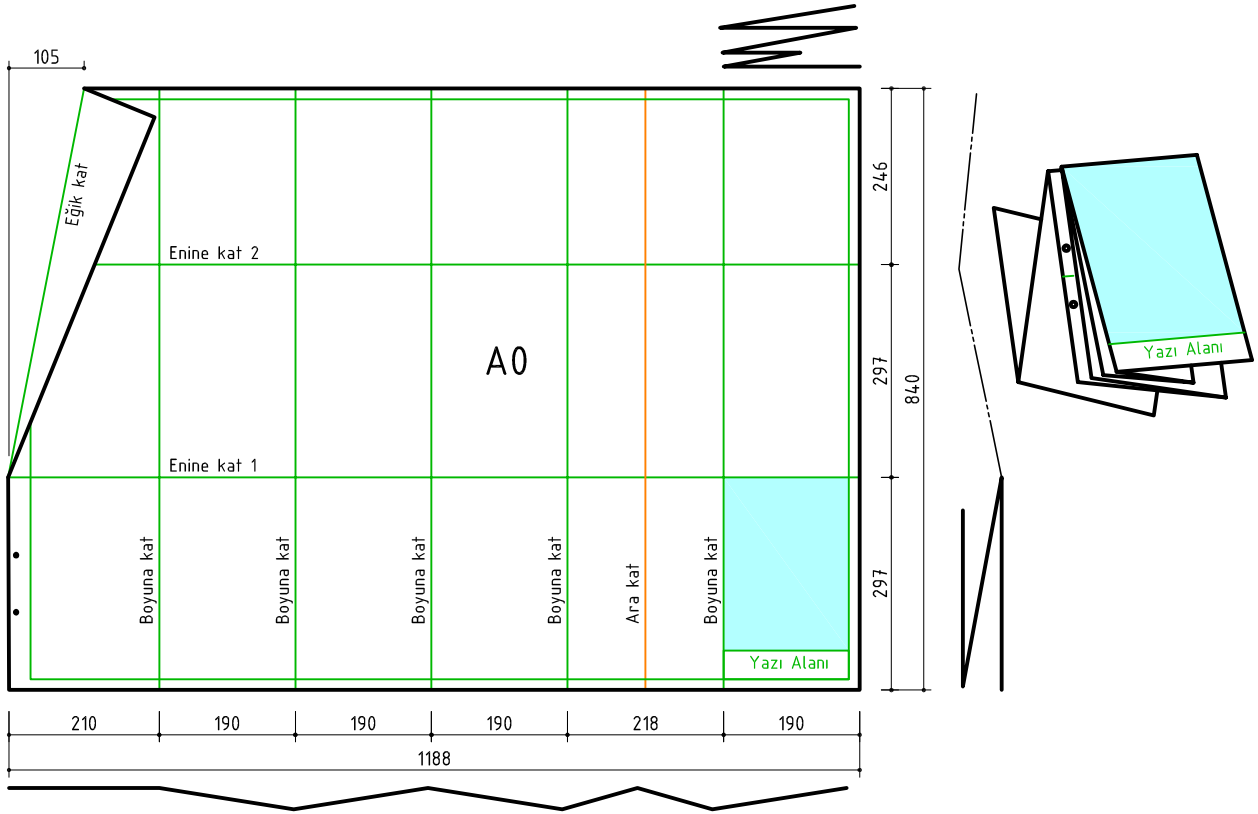 105
Eğik kat
Enine kat 2
246
A0
297
840
Yazı Alanı
Enine kat 1
Boyuna kat
Boyuna kat
Boyuna kat
Boyuna kat
Ara kat
Boyuna kat
297
Yazı Alanı
210
190
190
190
218
190
1188